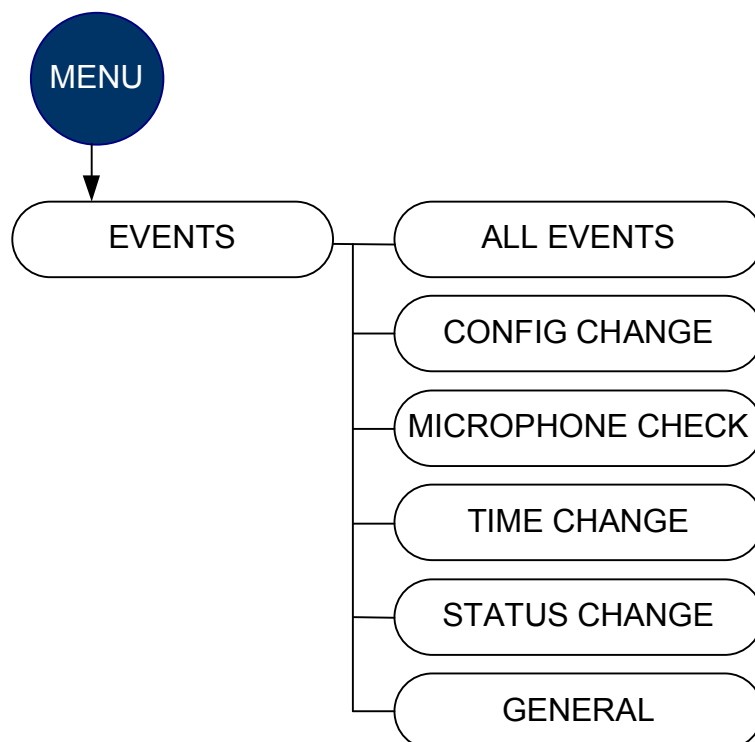 MENU
EVENTS
ALL EVENTS
CONFIG CHANGE
MICROPHONE CHECK
TIME CHANGE
STATUS CHANGE
GENERAL